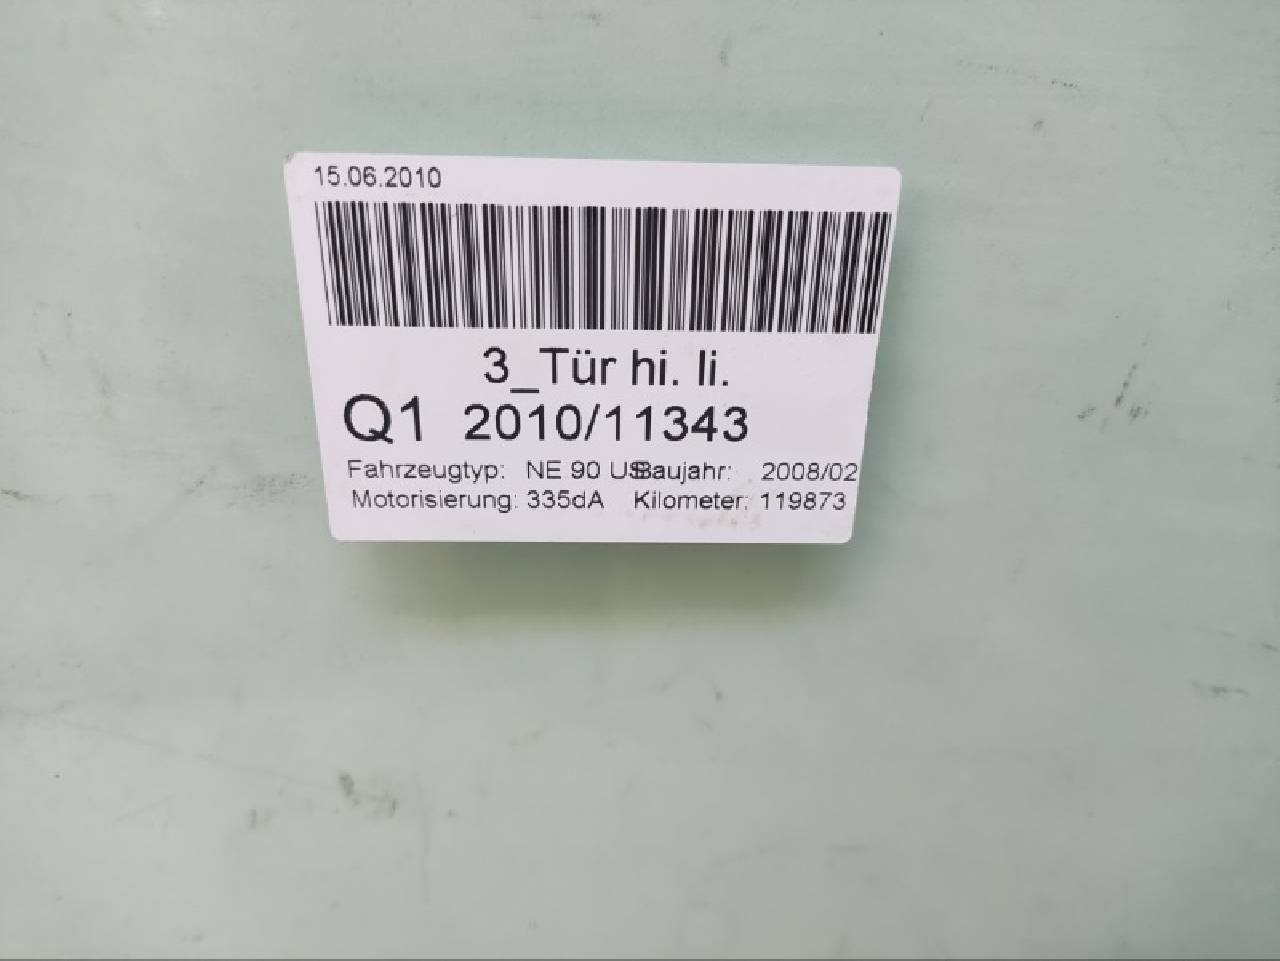 15.06.2010
3_Tür hi. li.
Q1 2010/11343
Fahrzeugtyp: NE 90 US Baujahr: 2008/02
Motorisierung: 335dA Kilometer: 119873